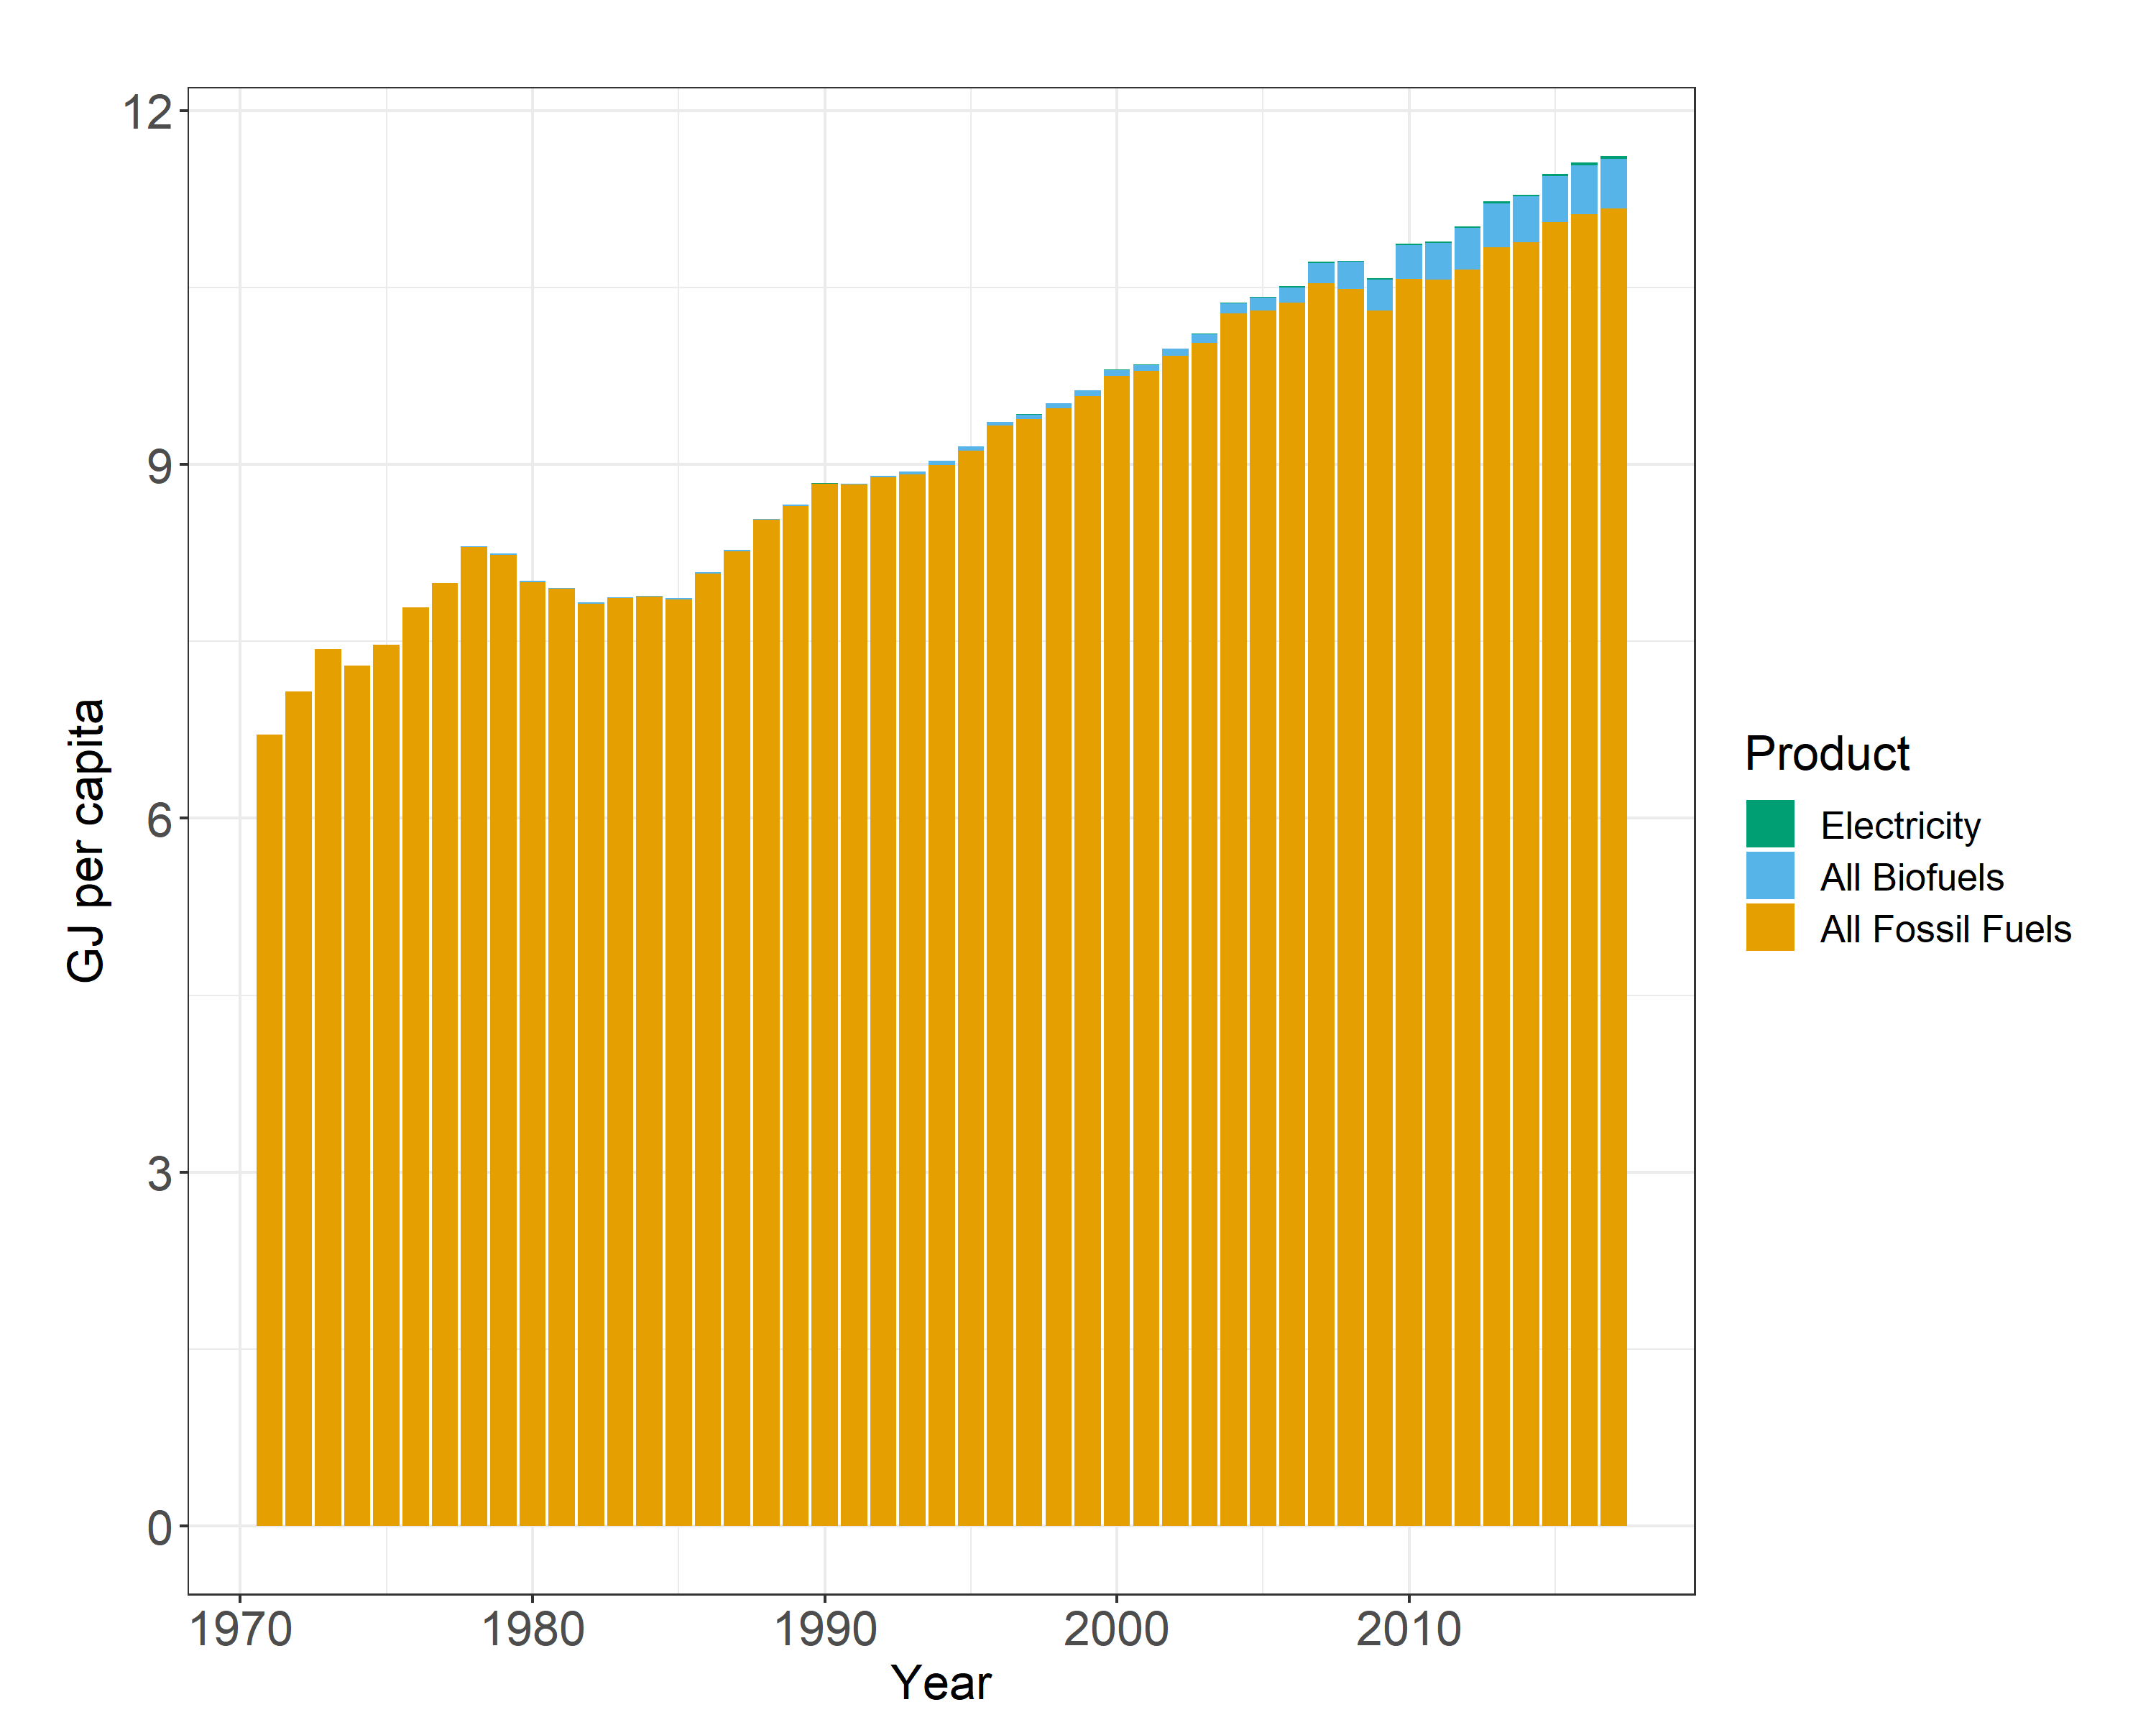 12
9
6
3
0
GJ per capita
1970 1980 1990 2000 2010
Year
Product
Electricity
All Biofuels
All Fossil Fuels